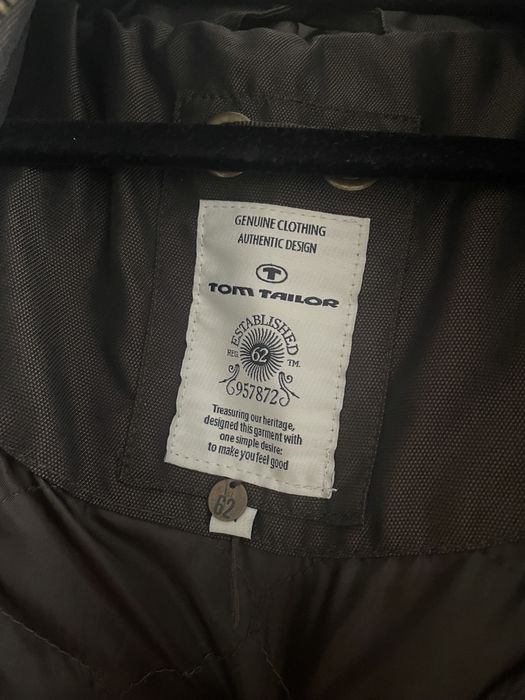 GENUINE CLOTHING
AUTHENTIC DESIGN
T
TOM TAILOR
ESTABLISHED
REG. 62 TM.
957872
Treasuring our heritage,
designed this garment with
one simple desire:
to make you feel good
62